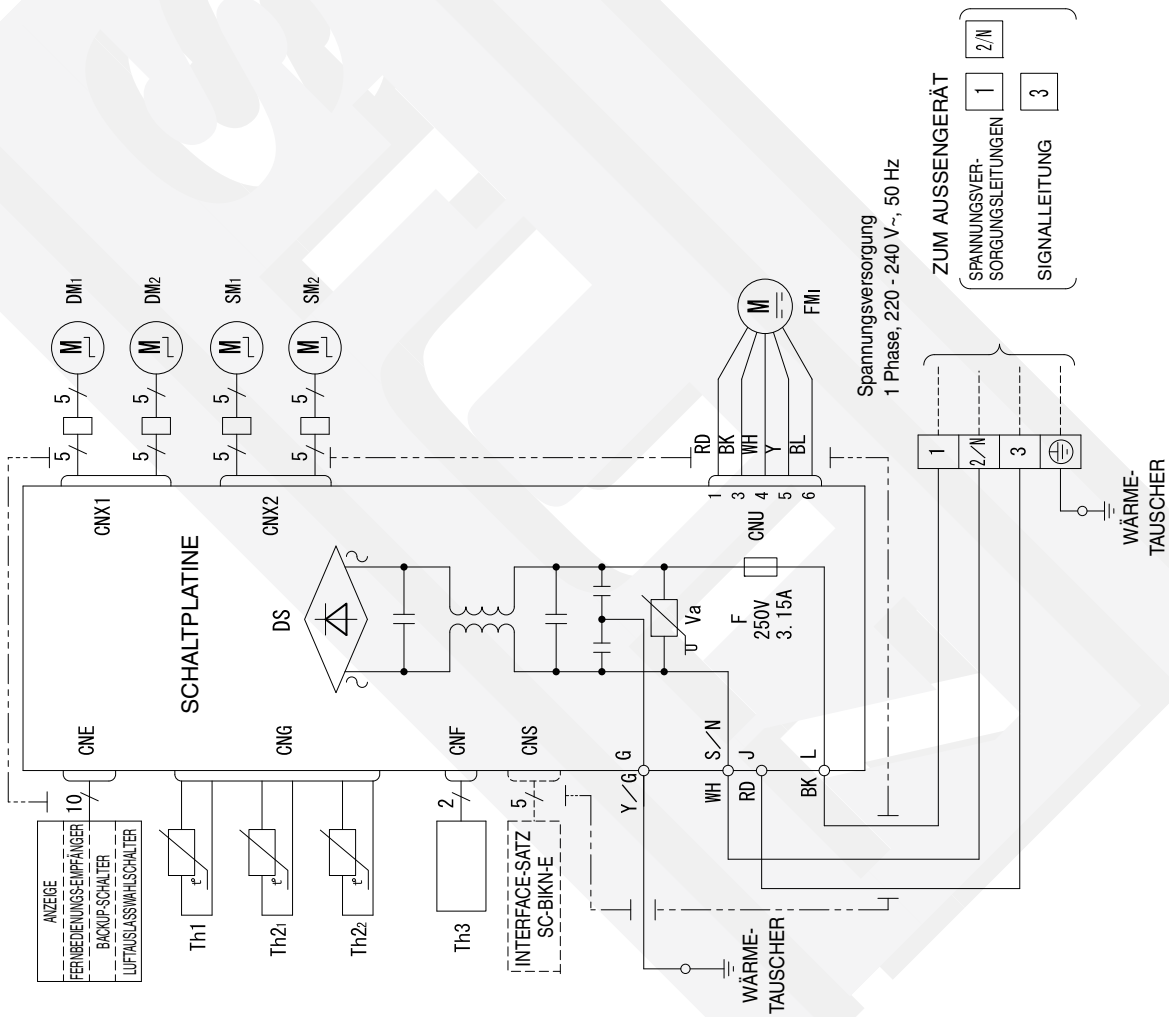 SCHALTPLATINE
CNX1
CNX2
DM1
DM2
SM1
SM2
M
M
M
M
5
5
5
5
5
5
5
5
CNE
10
ANZEIGE
FERNBEDIENUNGS-EMPFÄNGER
BACKUP-SCHALTER
LUFTAUSLASSWAHLSCHALTER
CNG
Th1
Th21
Th22
t°
t°
t°
CNF
2
Th3
CNS
5
INTERFACE-SATZ
SC-BIKN-E
DS
Va
U
F
250V
3. 15A
CNU
1
3
4
5
6
RD
BK
WH
Y
BL
M
FMI
G
S/N
J
L
Y/G
WH
RD
BK
WÄRME-
TAUSCHER
1
2/N
3
WÄRME-
TAUSCHER
Spannungsversorgung
1 Phase, 220 - 240 V~, 50 Hz
ZUM AUSSENGERÄT
SPANNUNGSVER-
SORGUNGSLEITUNGEN
1
2/N
SIGNALLEITUNG
3